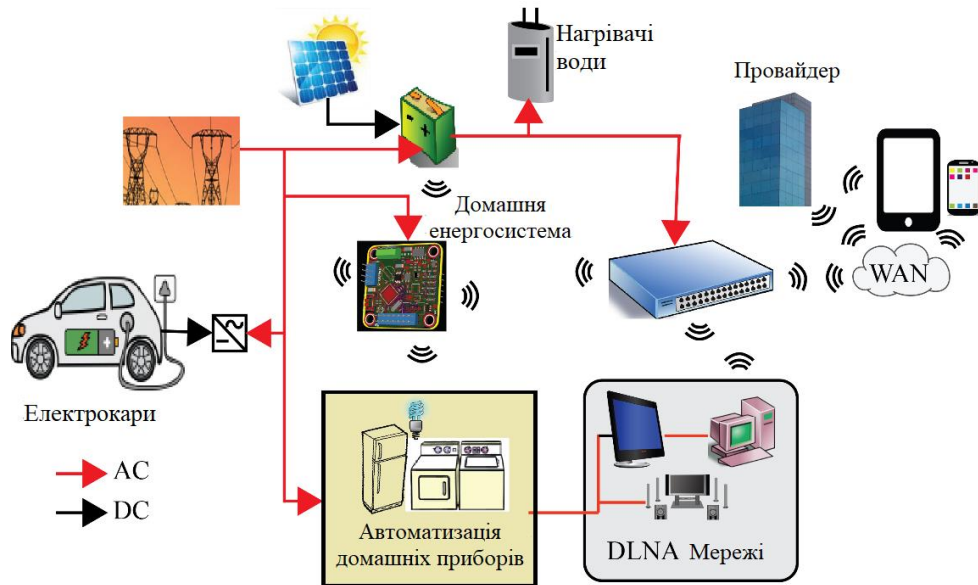 Нагрівачі
води
Провайдер
Домашня
енергосистема
WAN
Електрокари
AC
DC
Автоматизація
домашніх приборів
DLNA Мережі